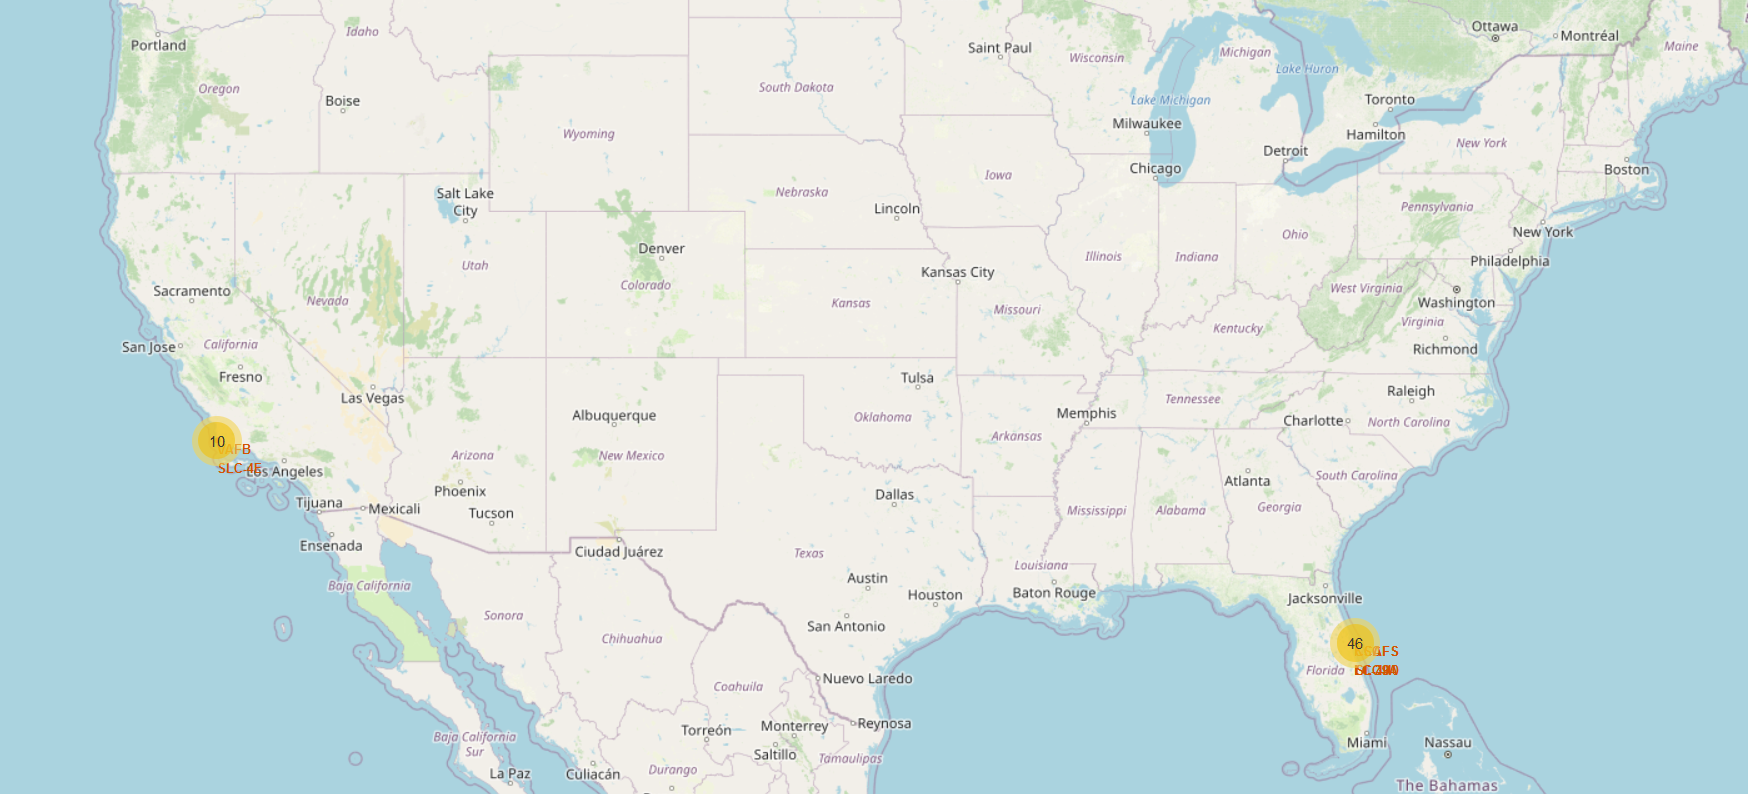 Ottawa
Montréal
Portland
Idaho
Saint Paul
Wisconsin
Michigan
Maine
Lake Huron
Oregon
Boise
South Dakota
Lake Michigan
Toronto
Milwaukee
Hamilton
Wyoming
New York
Detroit
Chicago
Boston
Iowa
Salt Lake
City
Nebraska
Lincoln
Pennsylvania
Ohio
New York
Denver
Illinois
Indiana
Philadelphia
Utah
Kansas City
Colorado
Sacramento
Nevada
Kansas
Missouri
West Virginia
Washington
Virginia
Kentucky
San Jose
California
Richmond
Fresno
Las Vegas
Tulsa
Raleigh
Tennessee
Albuquerque
Oklahoma
Memphis
Charlotte
North Carolina
Arkansas
10
VAFB
SLC-4E
Los Angeles
Arizona
New Mexico
South Carolina
Atlanta
Phoenix
Dallas
Tijuana
Mexicali
Tucson
Mississippi
Alabama
Georgia
Ensenada
Ciudad Juárez
Texas
Louisiana
Baja California
Austin
Houston
Baton Rouge
Jacksonville
Sonora
Chihuahua
San Antonio
46
Florida
Nuevo Laredo
Coahuila
Torreón
Monterrey
Reynosa
Baja California
Sur
Saltillo
Tamaulipas
Miami
Nassau
La Paz
Culiacán
Durango
The Bahamas